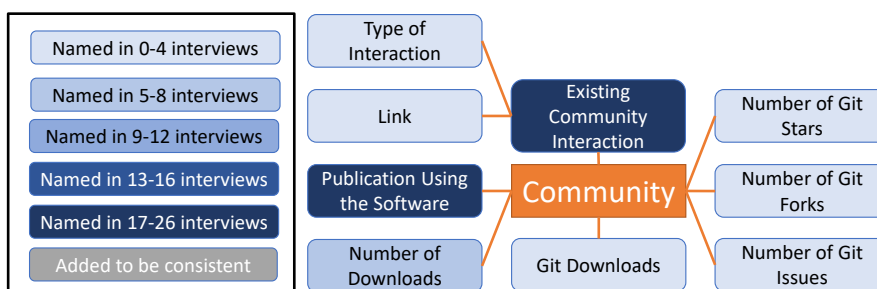 Named in 0-4 interviews
Named in 5-8 interviews
Named in 9-12 interviews
Named in 13-16 interviews
Named in 17-26 interviews
Added to be consistent
Type of
Interaction
Link
Publication Using
the Software
Number of
Downloads
Existing
Community
Interaction
Community
Git Downloads
Number of Git
Stars
Number of Git
Forks
Number of Git
Issues